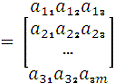 a₁₁a₁₂a₁₃
= [a₂₁a₂₂a₂₃]
...
a₃₁a₃₂a₃ₘ